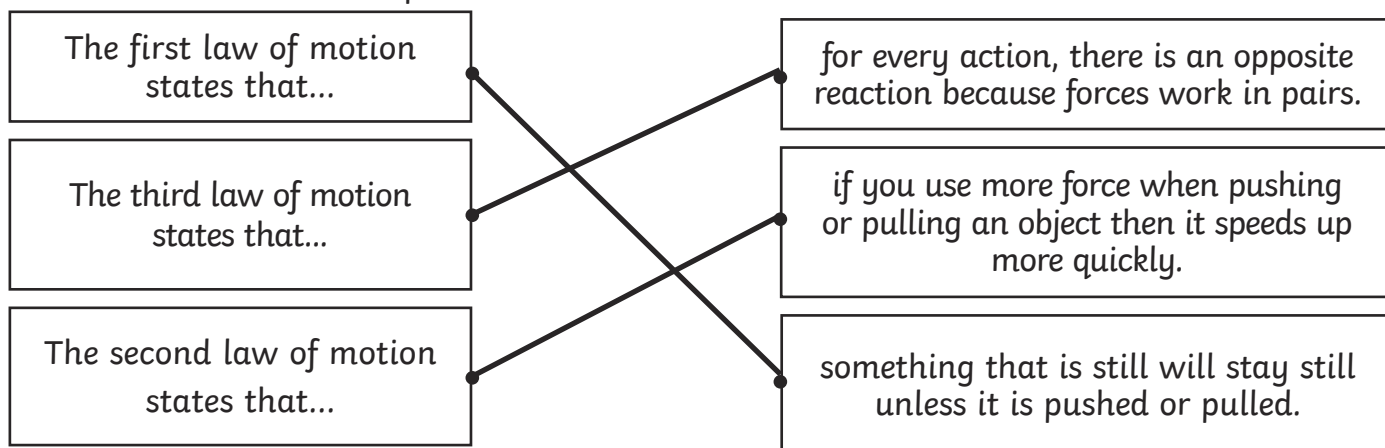 The first law of motion
states that...
The third law of motion
states that...
The second law of motion
states that...
for every action, there is an opposite
reaction because forces work in pairs.
if you use more force when pushing
or pulling an object then it speeds up
more quickly.
something that is still will stay still
unless it is pushed or pulled.